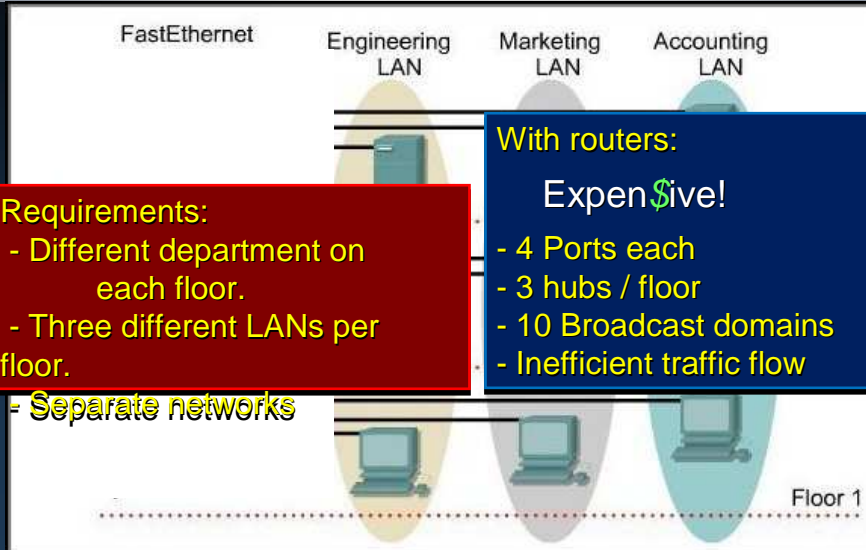 FastEthernet
Engineering
LAN
Marketing
LAN
Accounting
LAN
Requirements:
- Different department on
each floor.
- Three different LANs per
floor.
- Separate networks
With routers:
Expen$ive!
- 4 Ports each
- 3 hubs / floor
- 10 Broadcast domains
- Inefficient traffic flow
Floor 1